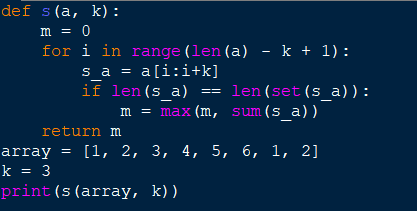 def s(a, k):
    m = 0
    for i in range(len(a) - k + 1):
        s_a = a[i:i+k]
        if len(s_a) == len(set(s_a)):
            m = max(m, sum(s_a))
    return m
array = [1, 2, 3, 4, 5, 6, 1, 2]
k = 3
print(s(array, k))